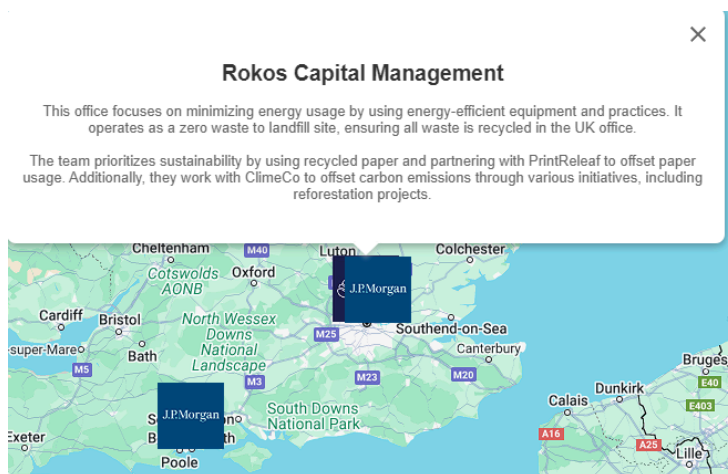 Rokos Capital Management
This office focuses on minimizing energy usage by using energy-efficient equipment and practices. It
operates as a zero waste to landfill site, ensuring all waste is recycled in the UK office.
The team prioritizes sustainability by using recycled paper and partnering with PrintReleaf to offset paper
usage. Additionally, they work with ClimeCo to offset carbon emissions through various initiatives, including
reforestation projects.
Cheltenham
M40
Luton
Colchester
Cotswolds
AONB
Oxford
J.P.Morgan
Cardiff
Bristol
North Wessex
Downs
National
Landscape
M25
Southend-on-Sea
-super-Mare
Bath
Canterbury
M5
M3
M23
M20
Bruges
E40
E403
Calais
Dunkirk
J.P.Morgan
South Downs
National Park
A16
A25
Lille
Exeter
Poole